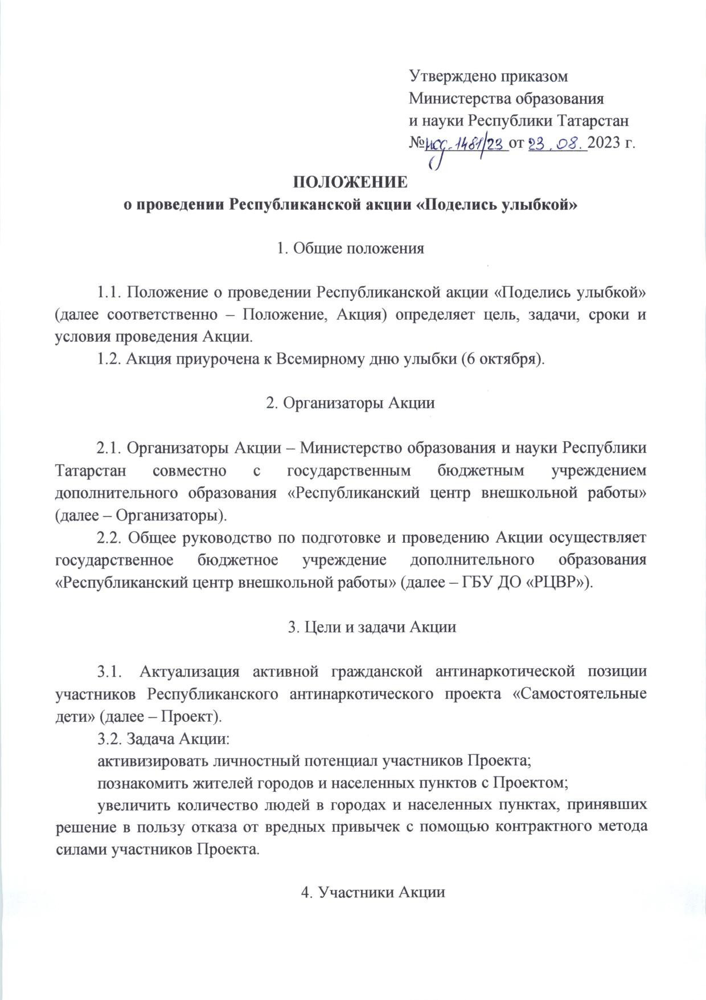 Утверждено приказом
Министерства образования
и науки Республики Татарстан
№ под-1481/23 от 23.08.2023 г.
ПОЛОЖЕНИЕ
о проведении Республиканской акции «Поделись улыбкой»
1. Общие положения
1.1. Положение о проведении Республиканской акции «Поделись улыбкой»
(далее соответственно – Положение, Акция) определяет цель, задачи, сроки и
условия проведения Акции.
1.2. Акция приурочена к Всемирному дню улыбки (6 октября).
2. Организаторы Акции
2.1. Организаторы Акции – Министерство образования и науки Республики
Татарстан совместно с государственным бюджетным учреждением
дополнительного образования «Республиканский центр внешкольной работы»
(далее – Организаторы).
2.2. Общее руководство по подготовке и проведению Акции осуществляет
государственное бюджетное учреждение дополнительного образования
«Республиканский центр внешкольной работы» (далее – ГБУ ДО «РЦВР»).
3. Цели и задачи Акции
3.1. Актуализация активной гражданской антинаркотической позиции
участников Республиканского антинаркотического проекта «Самостоятельные
дети» (далее – Проект).
3.2. Задача Акции:
активизировать личностный потенциал участников Проекта;
познакомить жителей городов и населенных пунктов с Проектом;
увеличить количество людей в городах и населенных пунктах, принявших
решение в пользу отказа от вредных привычек с помощью контрактного метода
силами участников Проекта.
4. Участники Акции